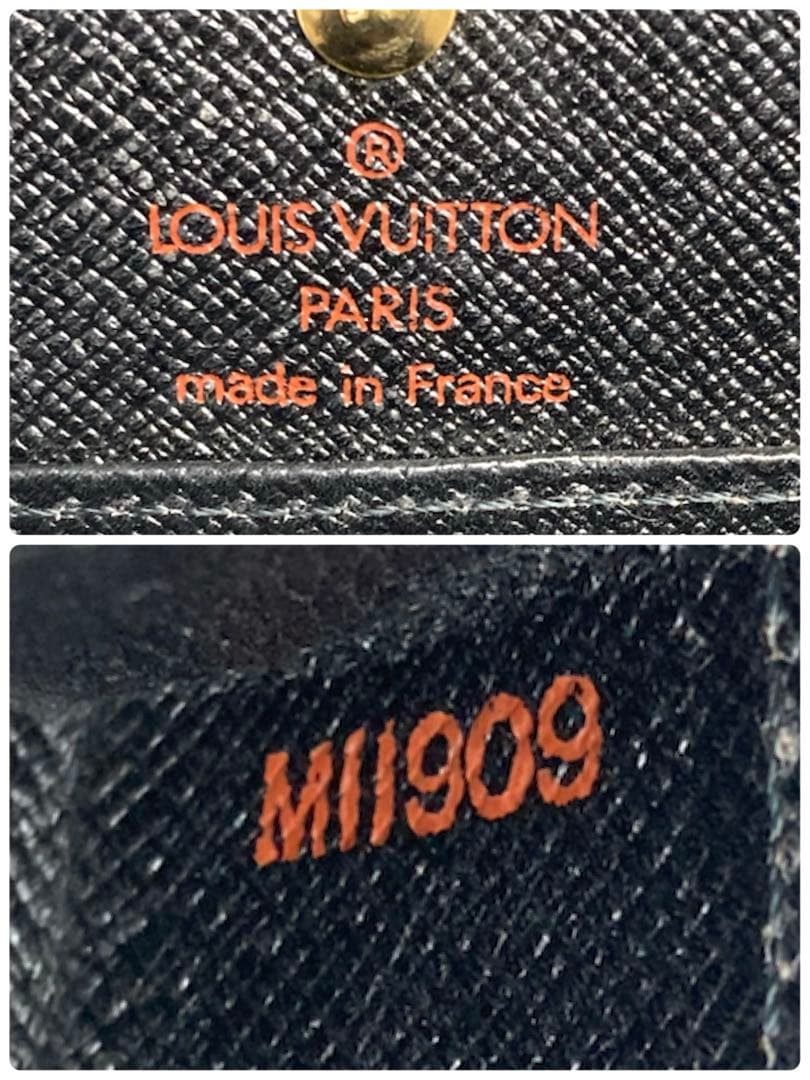 ®
LOUIS VUITTON
PARIS
made in France
MI1909